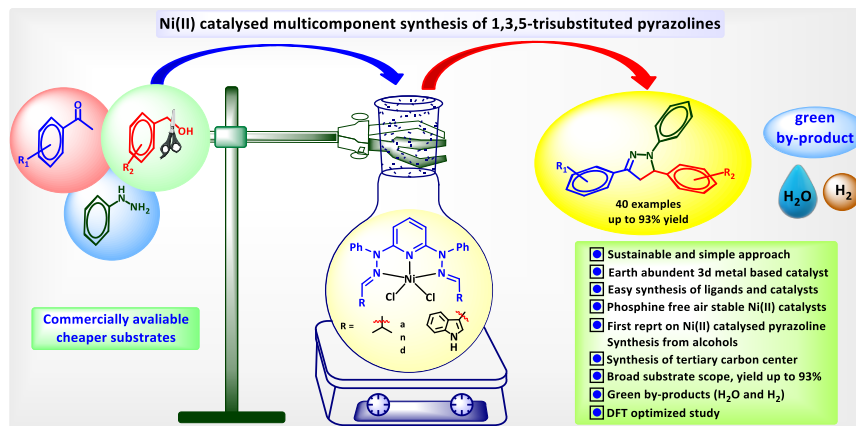 Ni(II) catalysed multicomponent synthesis of 1,3,5-trisubstituted pyrazolines
O
R1
OH
R2
H
N
NH2
Commercially avaliable
cheaper substrates
Ph
N
N
N
Ph
N
N
Ni
R
Cl
Cl
R
R =
a
n
d
N
H
R1
N
N
R2
40 examples
up to 93% yield
green
by-product
H2O
H2
Sustainable and simple approach
Earth abundent 3d metal based catalyst
Easy synthesis of ligands and catalysts
Phosphine free air stable Ni(II) catalysts
First reprt on Ni(II) catalysed pyrazoline
Synthesis from alcohols
Synthesis of tertiary carbon center
Broad substrate scope, yield up to 93%
Green by-products (H2O and H2)
DFT optimized study